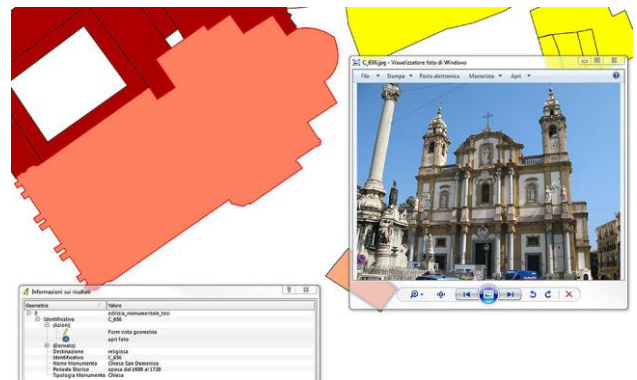 C_656.jpg - Visualizzatore foto di Windows
File Stampa Posta elettronica Masterizza Apri
Informazioni sui risultati
Geometria Valore
0 edilizia_monumentale_tesi
Identificativo C_656
(Azioni)
Form vista geometria
apri foto
(Derivato)
Destinazione religiosa
Identificativo C_656
Nome Monumento Chiesa San Domenico
Periodo Storico epoca dal 1600 al 1720
Tipologia Monumento Chiesa